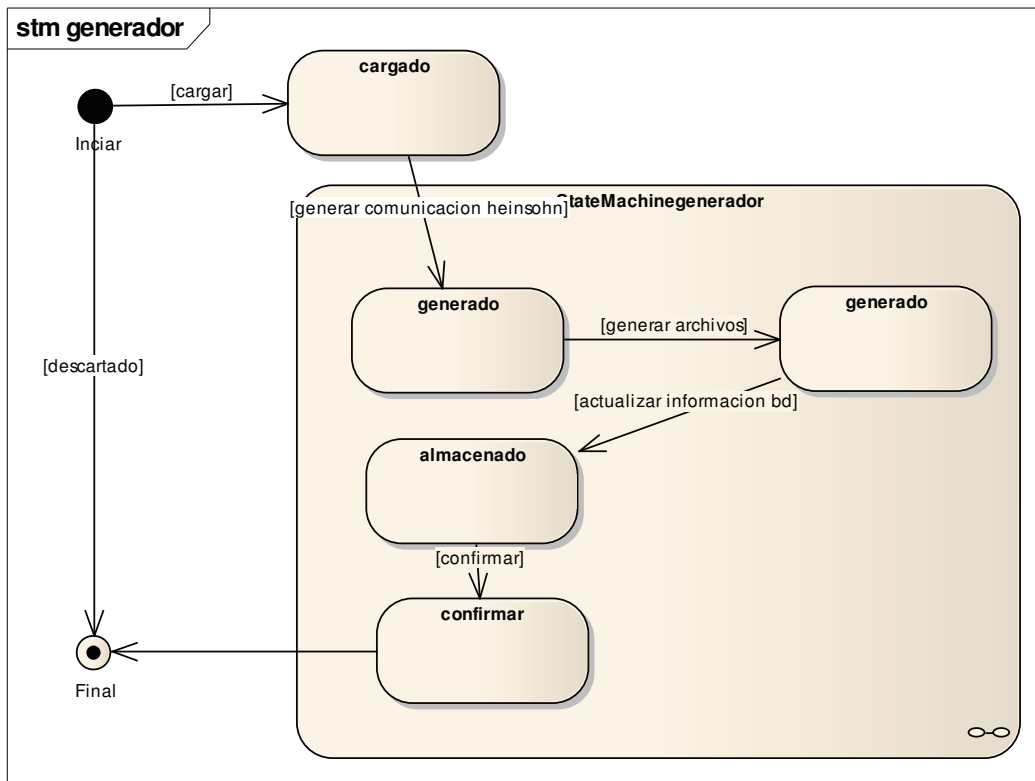 stm generador
cargado
[cargar]
Inciar
[generar comunicacion heinsohn]
tateMachinegenerador
generado
generado
[generar archivos]
[descartado]
[actualizar informacion bd]
almacenado
[confirmar]
confirmar
Final